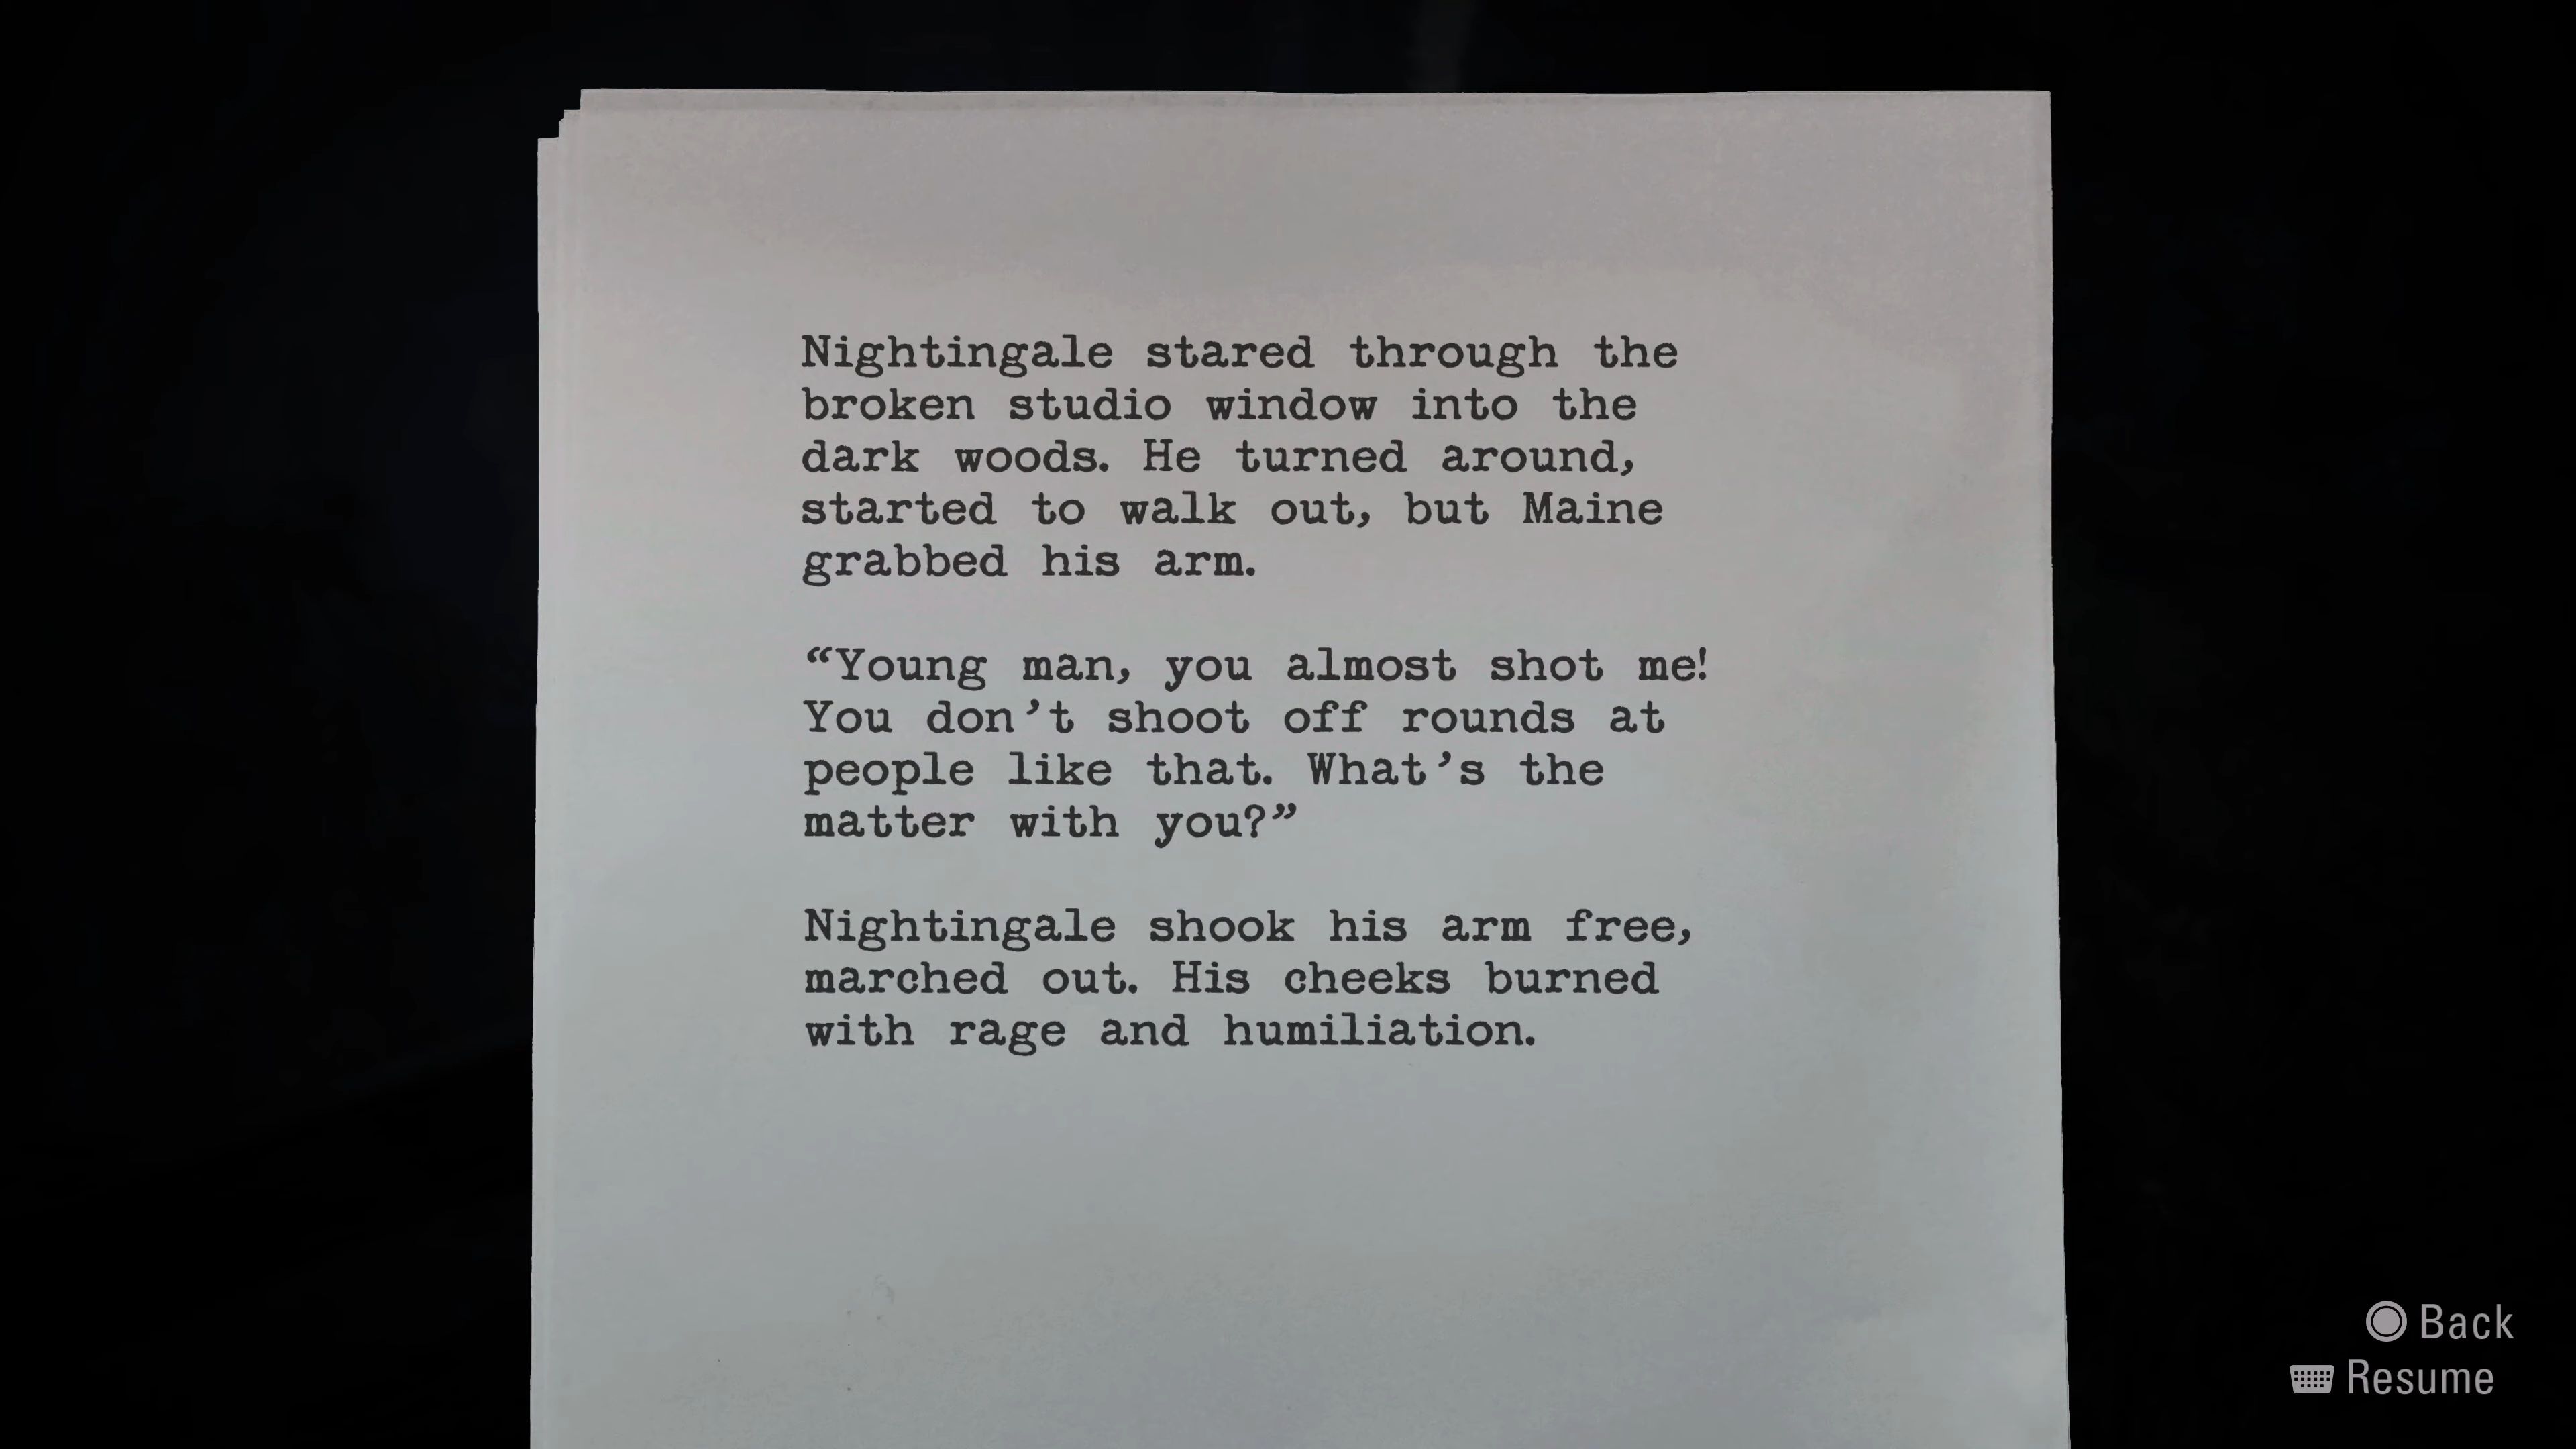 Nightingale stared through the
broken studio window into the
dark woods. He turned around,
started to walk out, but Maine
grabbed his arm.
“Young man, you almost shot me!
You don’t shoot off rounds at
people like that. What’s the
matter with you?”
Nightingale shook his arm free,
marched out. His cheeks burned
with rage and humiliation.
Back
Resume